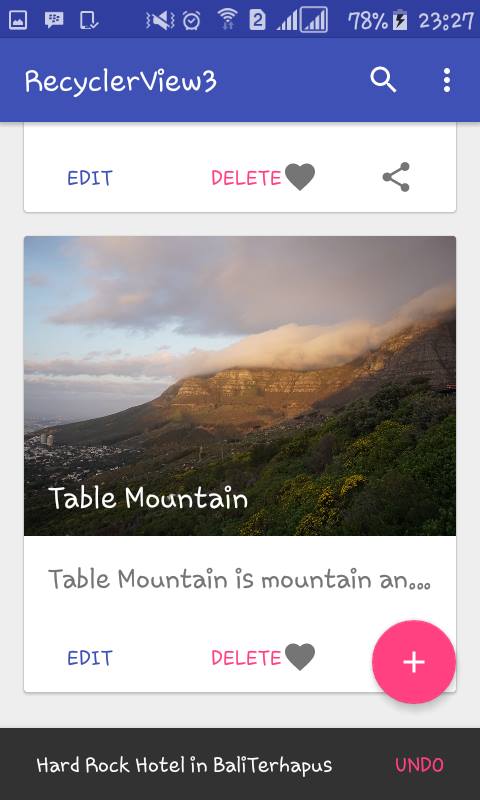 2 78% 23:27
RecyclerView3
EDIT DELETE
Table Mountain
Table Mountain is mountain an...
EDIT DELETE
Hard Rock Hotel in BaliTerhapus UNDO